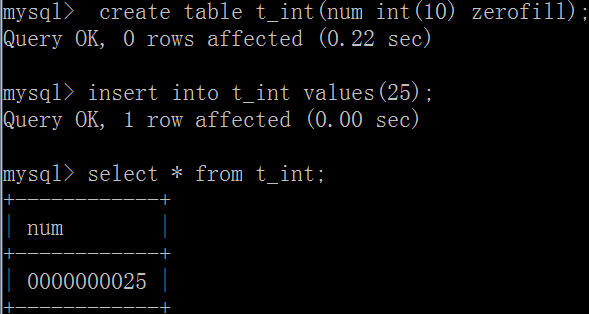 mysql>  create table t_int(num int(10) zerofill);
Query OK, 0 rows affected (0.22 sec)
mysql> insert into t_int values(25);
Query OK, 1 row affected (0.00 sec)
mysql> select * from t_int;
+------------+
| num        |
+------------+
| 0000000025 |
+------------+